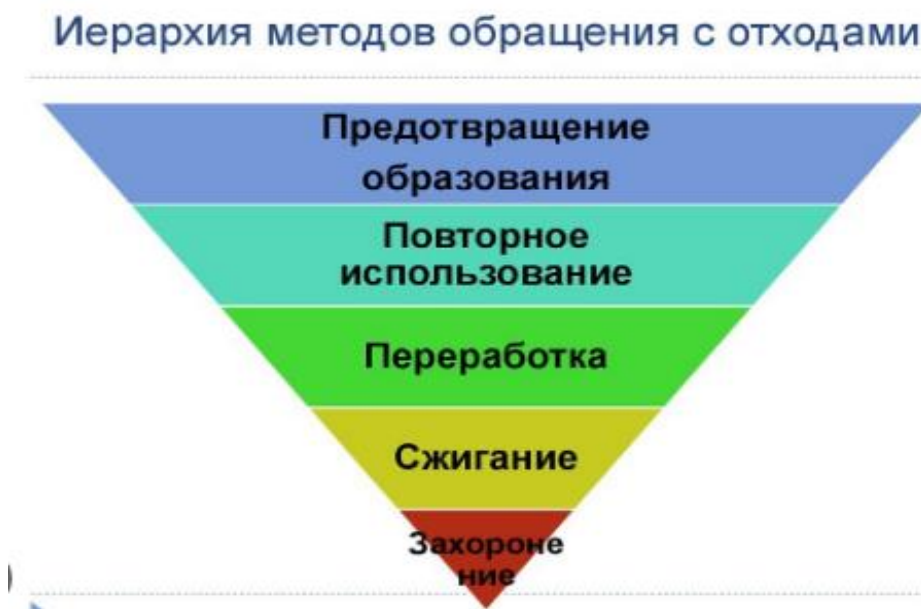 Иерархия методов обращения с отходами
Предотвращение
образования
Повторное
использование
Переработка
Сжигание
Захороне
ние